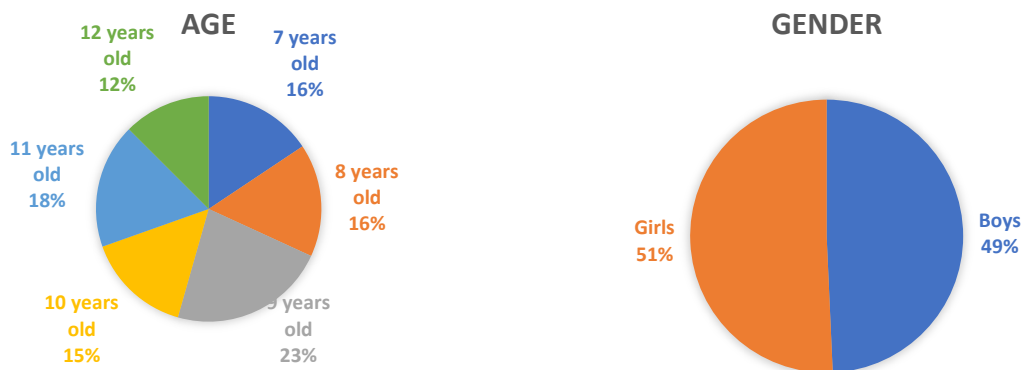 AGE
12 years
old
12%
7 years
old
16%
11 years
old
18%
8 years
old
16%
10 years
old
15%
9 years
old
23%
GENDER
Girls
51%
Boys
49%